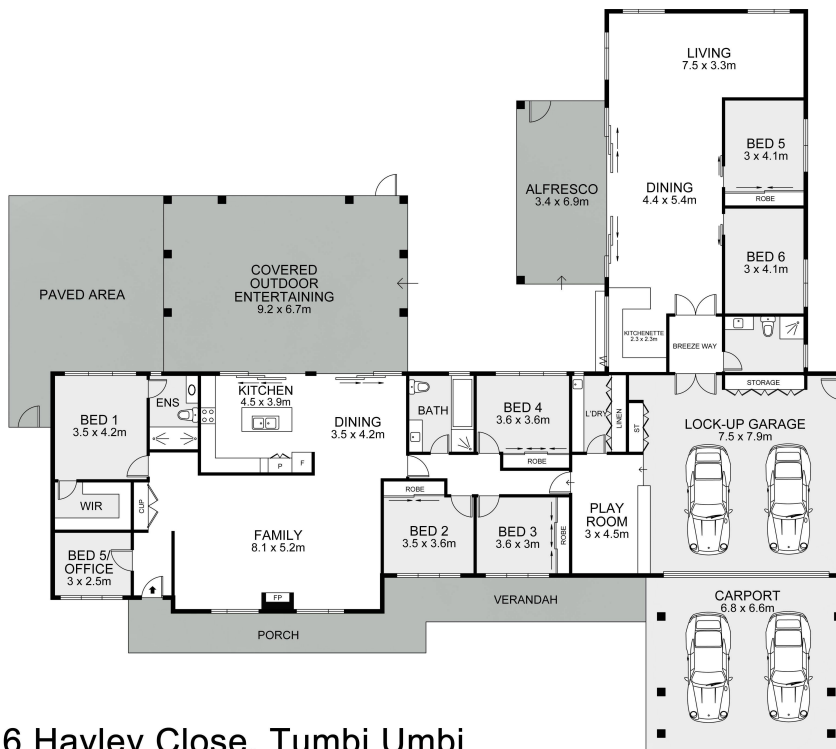 LIVING
7.5 x 3.3m
BED 5
3 x 4.1m
ROBE
ALFRESCO
3.4 x 6.9m
DINING
4.4 x 5.4m
BED 6
3 x 4.1m
PAVED AREA
COVERED
OUTDOOR
ENTERTAINING
9.2 x 6.7m
KITCHENETTE
2.3 x 2.3m
BREEZE WAY
STORAGE
BED 1
3.5 x 4.2m
ENS
KITCHEN
4.5 x 3.9m
DINING
3.5 x 4.2m
P
F
BATH
BED 4
3.6 x 3.6m
ROBE
L'DRY
LINEN
ST
LOCK-UP GARAGE
7.5 x 7.9m
WIR
CUP
ROBE
FAMILY
8.1 x 5.2m
BED 2
3.5 x 3.6m
BED 3
3.6 x 3m
ROBE
PLAY
ROOM
3 x 4.5m
BED 5/
OFFICE
3 x 2.5m
FP
PORCH
VERANDAH
CARPORT
6.8 x 6.6m
6 Hayley Close, Tumbi Umbi